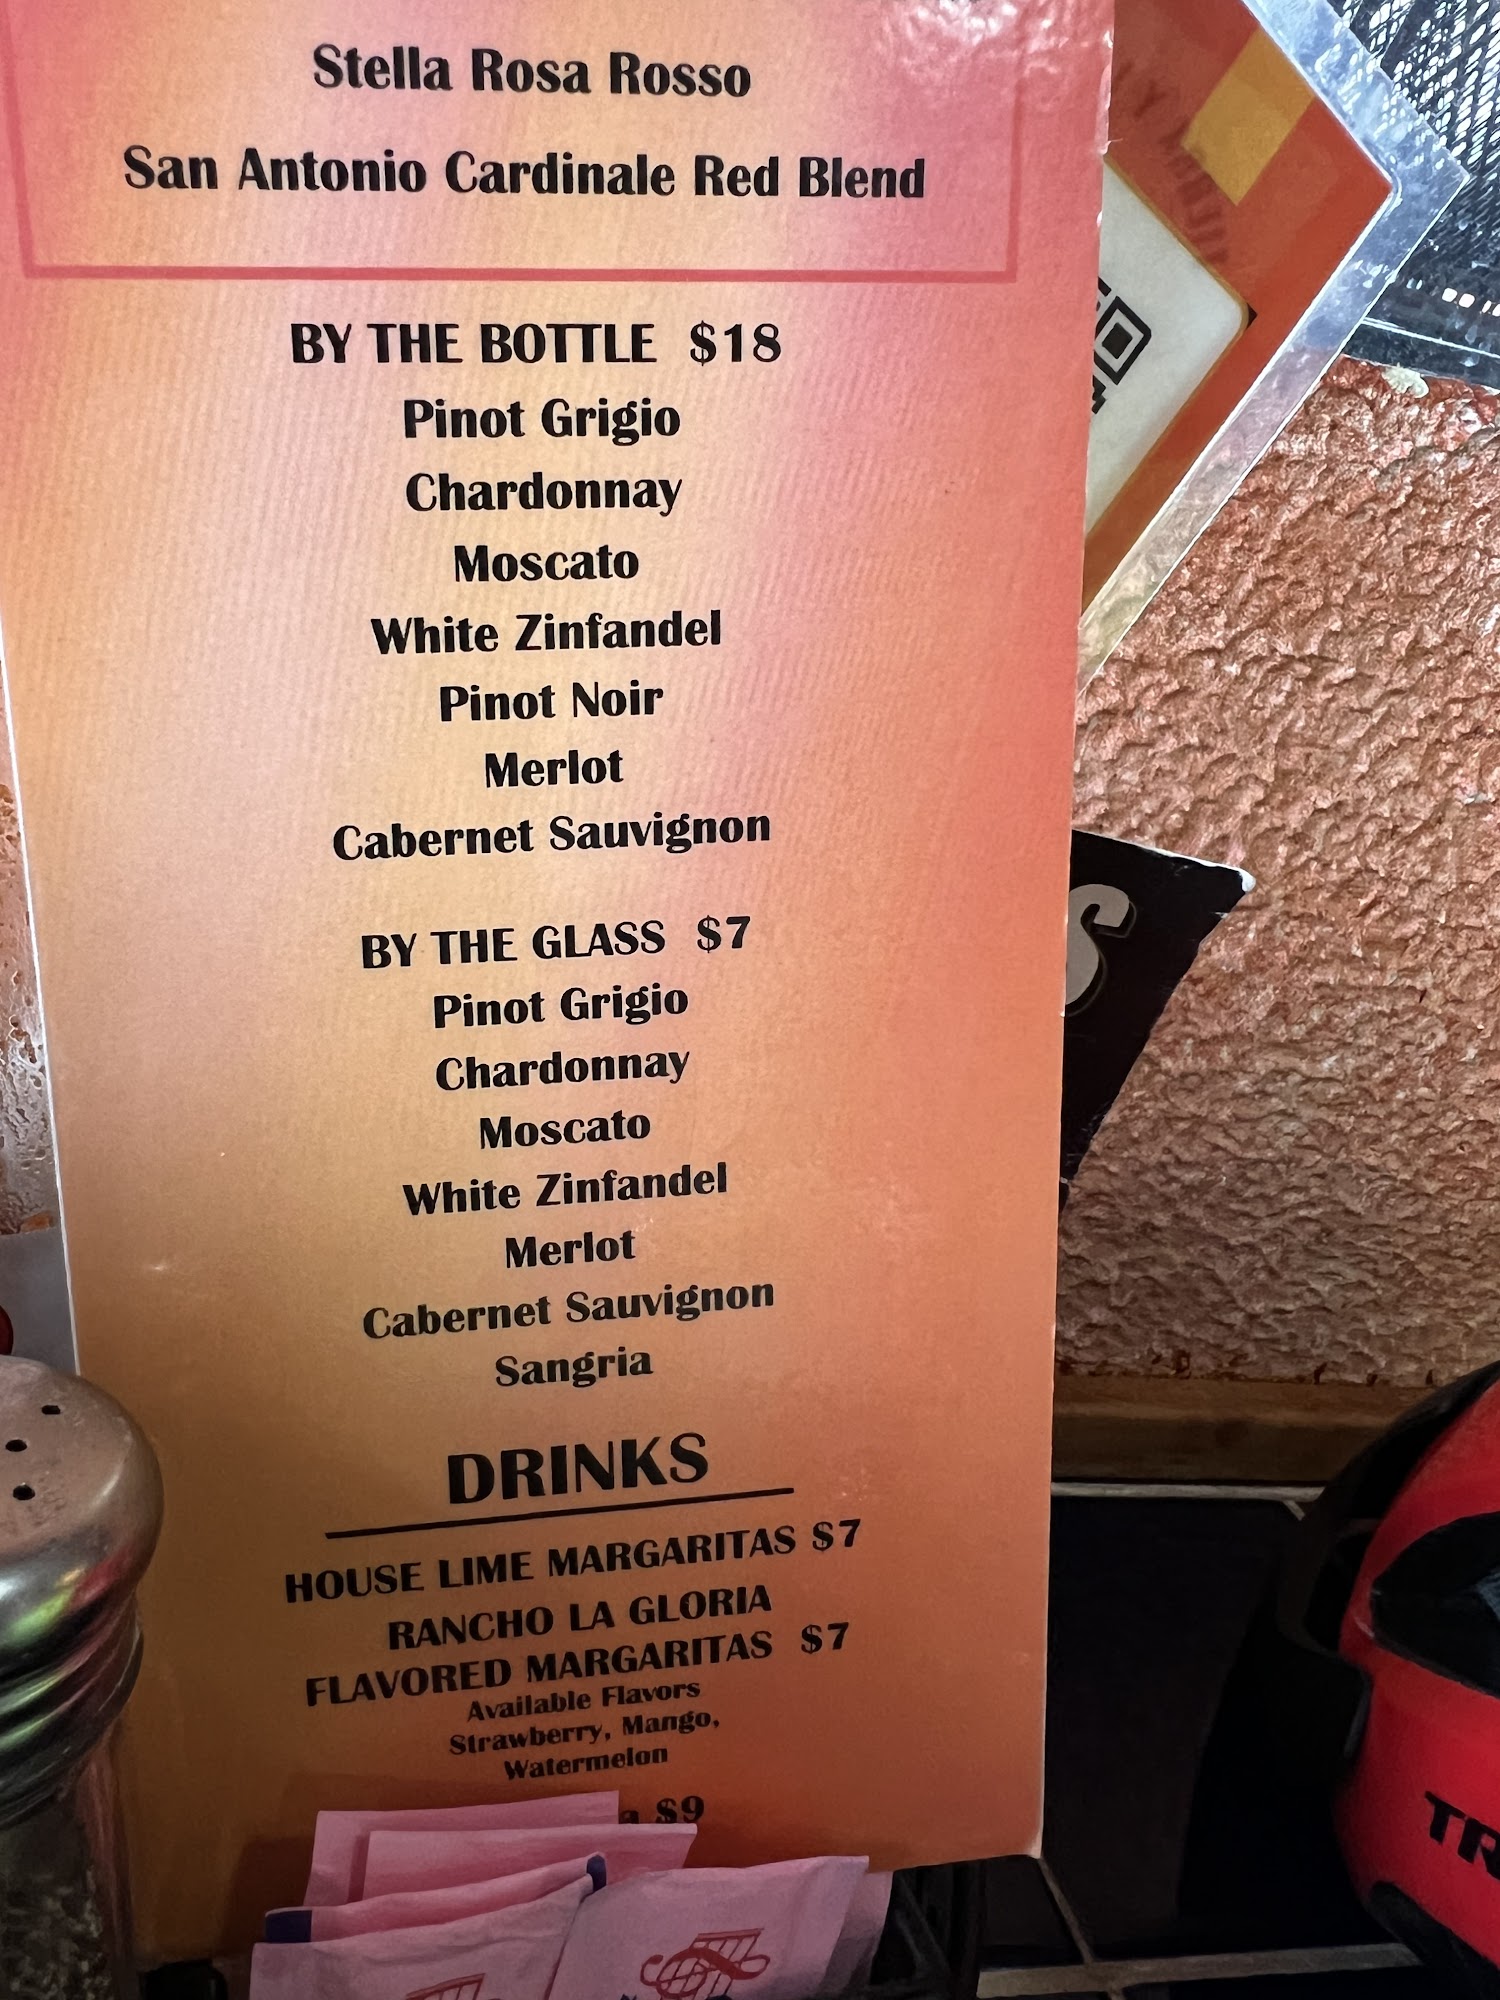 Stella Rosa Rosso
San Antonio Cardinale Red Blend
BY THE BOTTLE $18
Pinot Grigio
Chardonnay
Moscato
White Zinfandel
Pinot Noir
Merlot
Cabernet Sauvignon
BY THE GLASS $7
Pinot Grigio
Chardonnay
Moscato
White Zinfandel
Merlot
Cabernet Sauvignon
Sangria
DRINKS
HOUSE LIME MARGARITAS $7
RANCHO LA GLORIA
FLAVORED MARGARITAS $7
Available Flavors
Strawberry, Mango,
Watermelon
a $9
S
TR